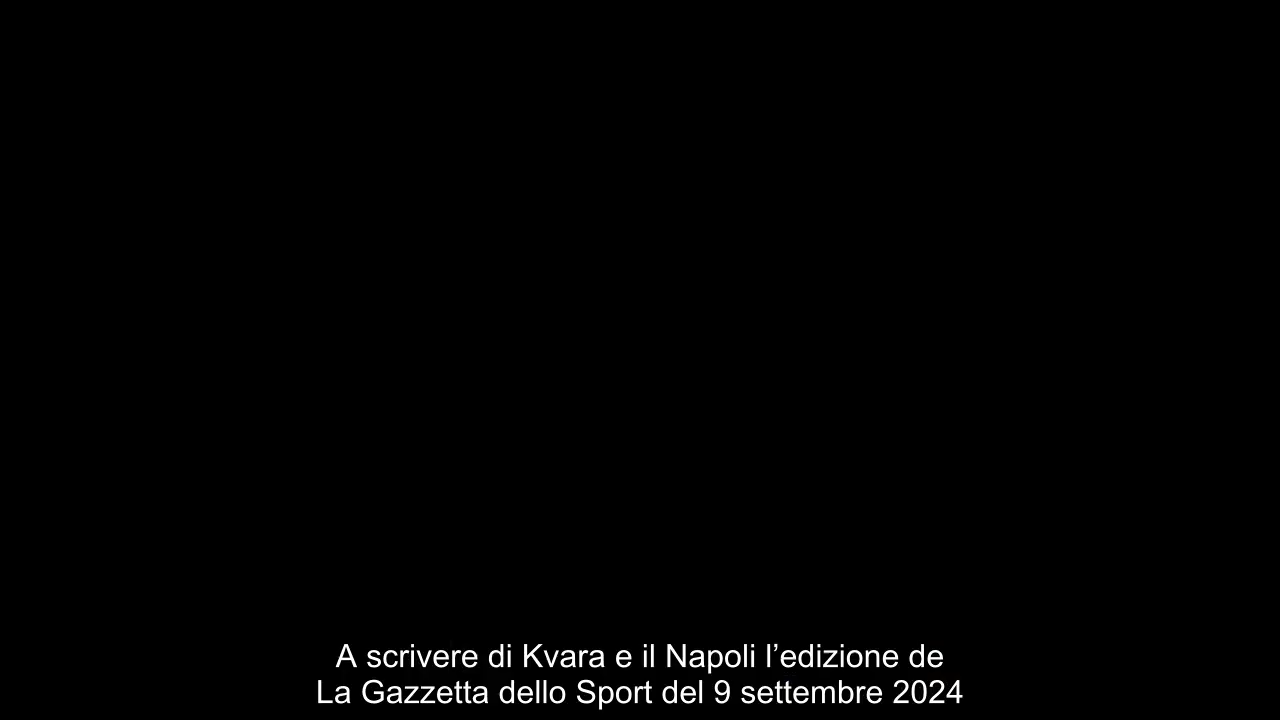 A scrivere di Kvara e il Napoli l’edizione de
La Gazzetta dello Sport del 9 settembre 2024